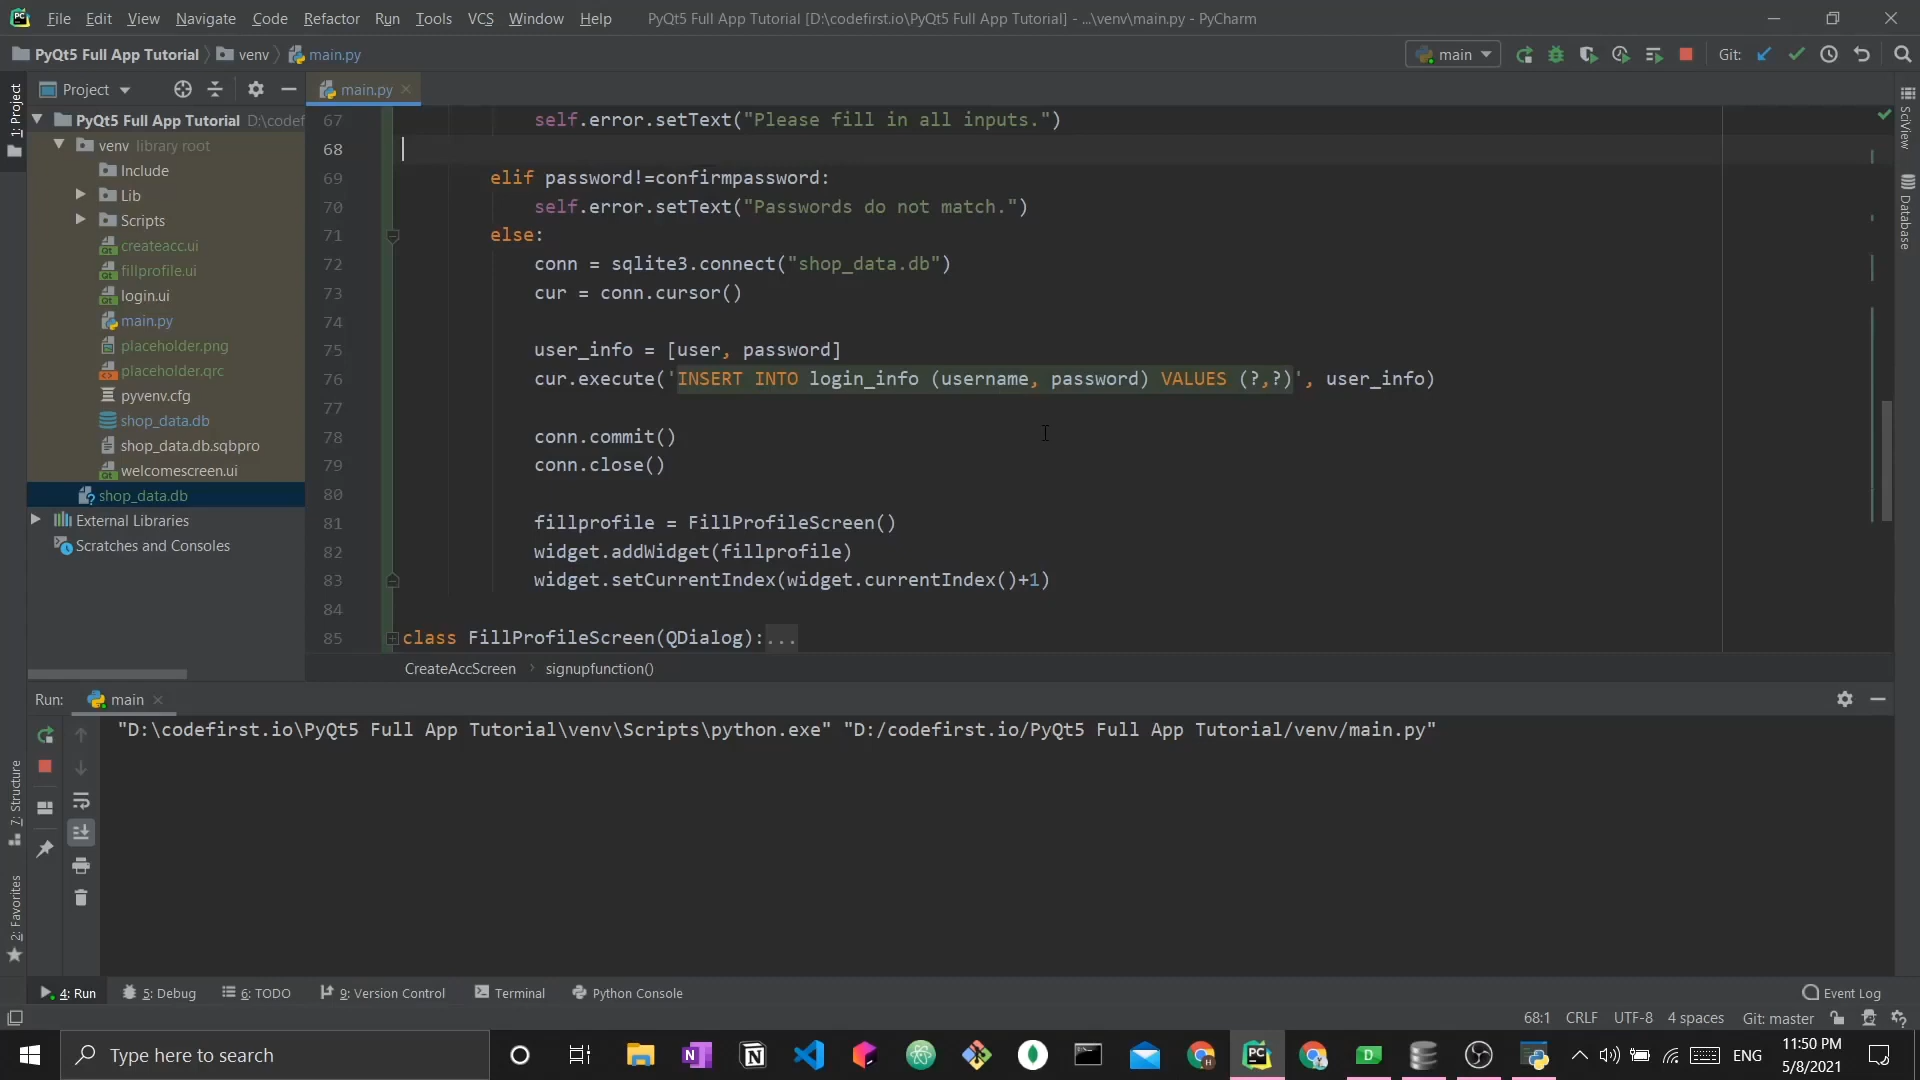 File Edit View Navigate Code Refactor Run Tools VCS Window Help PyQt5 Full App Tutorial [D:\codefirst.io\PyQt5 Full App Tutorial] - ...\venv\main.py - PyCharm
PyQt5 Full App Tutorial venv main.py main Git:
Project main.py
1: Project
PyQt5 Full App Tutorial D:\codef
venv library root
Include
Lib
Scripts
createacc.ui
fillprofile.ui
login.ui
main.py
placeholder.png
placeholder.qrc
pyvenv.cfg
shop_data.db
shop_data.db.sqbpro
welcomescreen.ui
shop_data.db
External Libraries
Scratches and Consoles
67 self.error.setText("Please fill in all inputs.")
68
69 elif password!=confirmpassword:
70 self.error.setText("Passwords do not match.")
71 else:
72 conn = sqlite3.connect("shop_data.db")
73 cur = conn.cursor()
74
75 user_info = [user, password]
76 cur.execute('INSERT INTO login_info (username, password) VALUES (?,?)', user_info)
77
78 conn.commit()
79 conn.close()
80
81 fillprofile = FillProfileScreen()
82 widget.addWidget(fillprofile)
83 widget.setCurrentIndex(widget.currentIndex()+1)
84
85 class FillProfileScreen(QDialog):...
CreateAccScreen signupfunction()
SciView
Database
Run: main
"D:\codefirst.io\PyQt5 Full App Tutorial\venv\Scripts\python.exe" "D:/codefirst.io/PyQt5 Full App Tutorial/venv/main.py"
7: Structure
2: Favorites
4: Run 5: Debug 6: TODO 9: Version Control Terminal Python Console Event Log
68:1 CRLF UTF-8 4 spaces Git: master
Type here to search
ENG
11:50 PM
5/8/2021